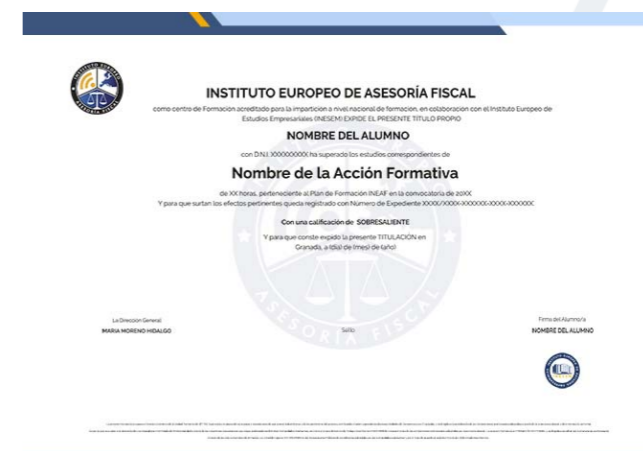 INSTITUTO EUROPEO DE ASESORÍA FISCAL
como centro de Formación acreditado para la impartición a nivel nacional de formación, en colaboración con el Instituto Europeo de
Estudios Empresariales (INESEM) EXPIDE EL PRESENTE TÍTULO PROPIO
NOMBRE DEL ALUMNO
con D.N.I. XXXXXXXXX ha superado los estudios correspondientes de
Nombre de la Acción Formativa
de XX horas, perteneciente al Plan de Formación INEAF en la convocatoria de 20XX
Y para que surtan los efectos pertinentes queda registrado con Número de Expediente XXXX/XXXX-XXXXXX-XXXX-XXXXXX
Con una calificación de SOBRESALIENTE
Y para que conste expido la presente TITULACIÓN en
Granada, a (día) de (mes) de (año)
ASESORÍA FISCAL
La Dirección General
MARIA MORENO HIDALGO
Sello
Firma del Alumno/a
NOMBRE DEL ALUMNO